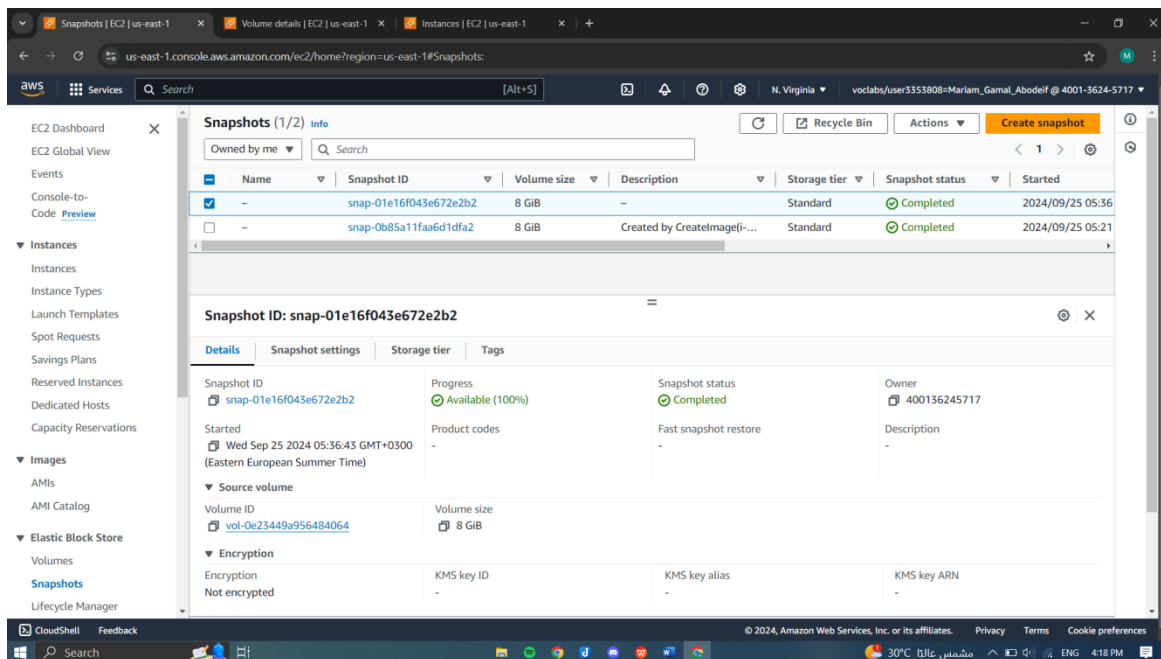 Snapshots | EC2 | us-east-1
Volume details | EC2 | us-east-1
Instances | EC2 | us-east-1
us-east-1.console.aws.amazon.com/ec2/home?region=us-east-1#Snapshots:
M
aws
Services
Search
[Alt+S]
N. Virginia
voclabs/user3353808=Mariam_Gamal_Abodeif @ 4001-3624-5717
EC2 Dashboard
EC2 Global View
Events
Console-to-
Code Preview
Instances
Instances
Instance Types
Launch Templates
Spot Requests
Savings Plans
Reserved Instances
Dedicated Hosts
Capacity Reservations
Images
AMIs
AMI Catalog
Elastic Block Store
Volumes
Snapshots
Lifecycle Manager
Snapshots (1/2) Info
Recycle Bin
Actions
Create snapshot
Owned by me
Search
1
Name Snapshot ID Volume size Description Storage tier Snapshot status Started
– snap-01e16f043e672e2b2 8 GiB – Standard Completed 2024/09/25 05:36
– snap-0b85a11faa6d1dfa2 8 GiB Created by CreateImage(i-... Standard Completed 2024/09/25 05:21
Snapshot ID: snap-01e16f043e672e2b2
Details Snapshot settings Storage tier Tags
Snapshot ID Progress Snapshot status Owner
snap-01e16f043e672e2b2 Available (100%) Completed 400136245717
Started Product codes Fast snapshot restore Description
Wed Sep 25 2024 05:36:43 GMT+0300 - - -
(Eastern European Summer Time)
Source volume
Volume ID Volume size
vol-0e23449a956484064 8 GiB
Encryption
Encryption KMS key ID KMS key alias KMS key ARN
Not encrypted - - -
CloudShell Feedback
© 2024, Amazon Web Services, Inc. or its affiliates. Privacy Terms Cookie preferences
Search
30°C مشمس غالبًا
ENG 4:18 PM